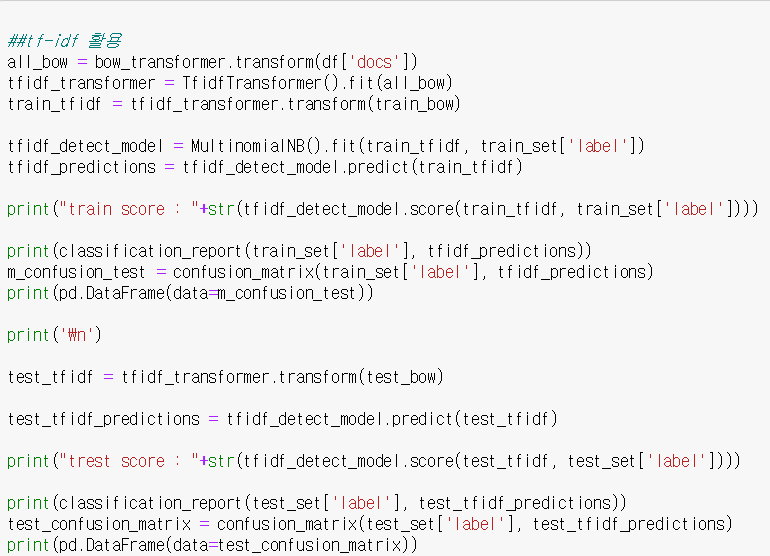 ##tf-idf 활용
all_bow = bow_transformer.transform(df['docs'])
tfidf_transformer = TfidfTransformer().fit(all_bow)
train_tfidf = tfidf_transformer.transform(train_bow)
tfidf_detect_model = MultinomialNB().fit(train_tfidf, train_set['label'])
tfidf_predictions = tfidf_detect_model.predict(train_tfidf)
print("train score : "+str(tfidf_detect_model.score(train_tfidf, train_set['label'])))
print(classification_report(train_set['label'], tfidf_predictions))
m_confusion_test = confusion_matrix(train_set['label'], tfidf_predictions)
print(pd.DataFrame(data=m_confusion_test))
print('₩n')
test_tfidf = tfidf_transformer.transform(test_bow)
test_tfidf_predictions = tfidf_detect_model.predict(test_tfidf)
print("trest score : "+str(tfidf_detect_model.score(test_tfidf, test_set['label'])))
print(classification_report(test_set['label'], test_tfidf_predictions))
test_confusion_matrix = confusion_matrix(test_set['label'], test_tfidf_predictions)
print(pd.DataFrame(data=test_confusion_matrix))